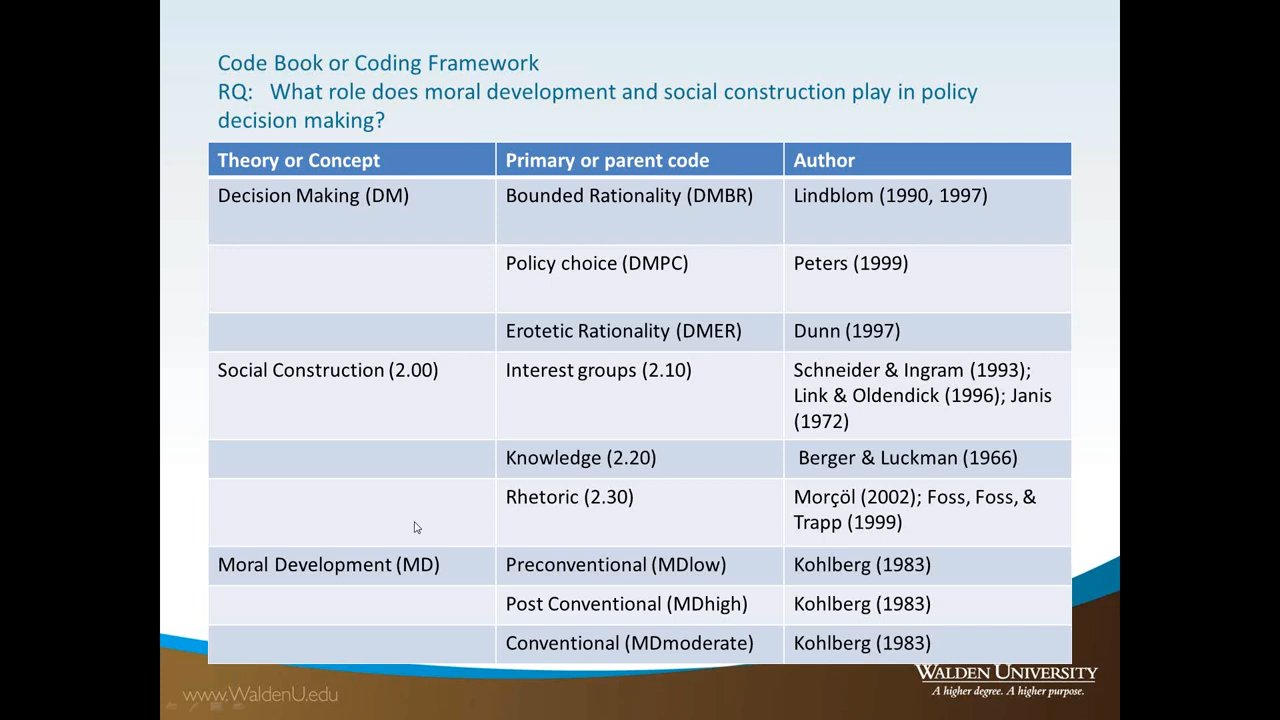 Code Book or Coding Framework
RQ: What role does moral development and social construction play in policy
decision making?
Theory or Concept Primary or parent code Author
Decision Making (DM) Bounded Rationality (DMBR) Lindblom (1990, 1997)
Policy choice (DMPC) Peters (1999)
Erotetic Rationality (DMER) Dunn (1997)
Social Construction (2.00) Interest groups (2.10) Schneider & Ingram (1993);
Link & Oldendick (1996); Janis
(1972)
Knowledge (2.20) Berger & Luckman (1966)
Rhetoric (2.30) Morçöl (2002); Foss, Foss, &
Trapp (1999)
Moral Development (MD) Preconventional (MDlow) Kohlberg (1983)
Post Conventional (MDhigh) Kohlberg (1983)
Conventional (MDmoderate) Kohlberg (1983)
WALDEN UNIVERSITY
A higher degree. A higher purpose.
www.WaldenU.edu